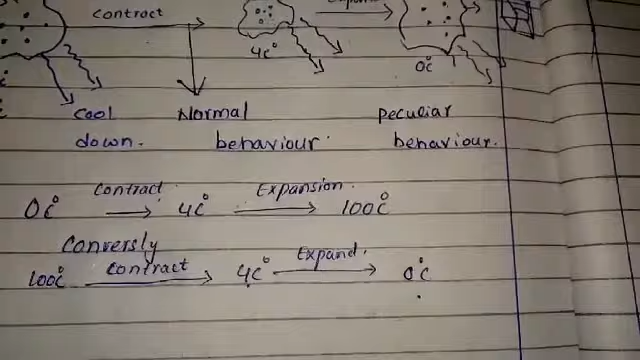 contract
4c°
0c°
Cool Normal peculiar
down. behaviour. behaviour.
0c° Contract 4c° Expansion. 100c°
Conversly
100c° contract 4c° Expand. 0c°